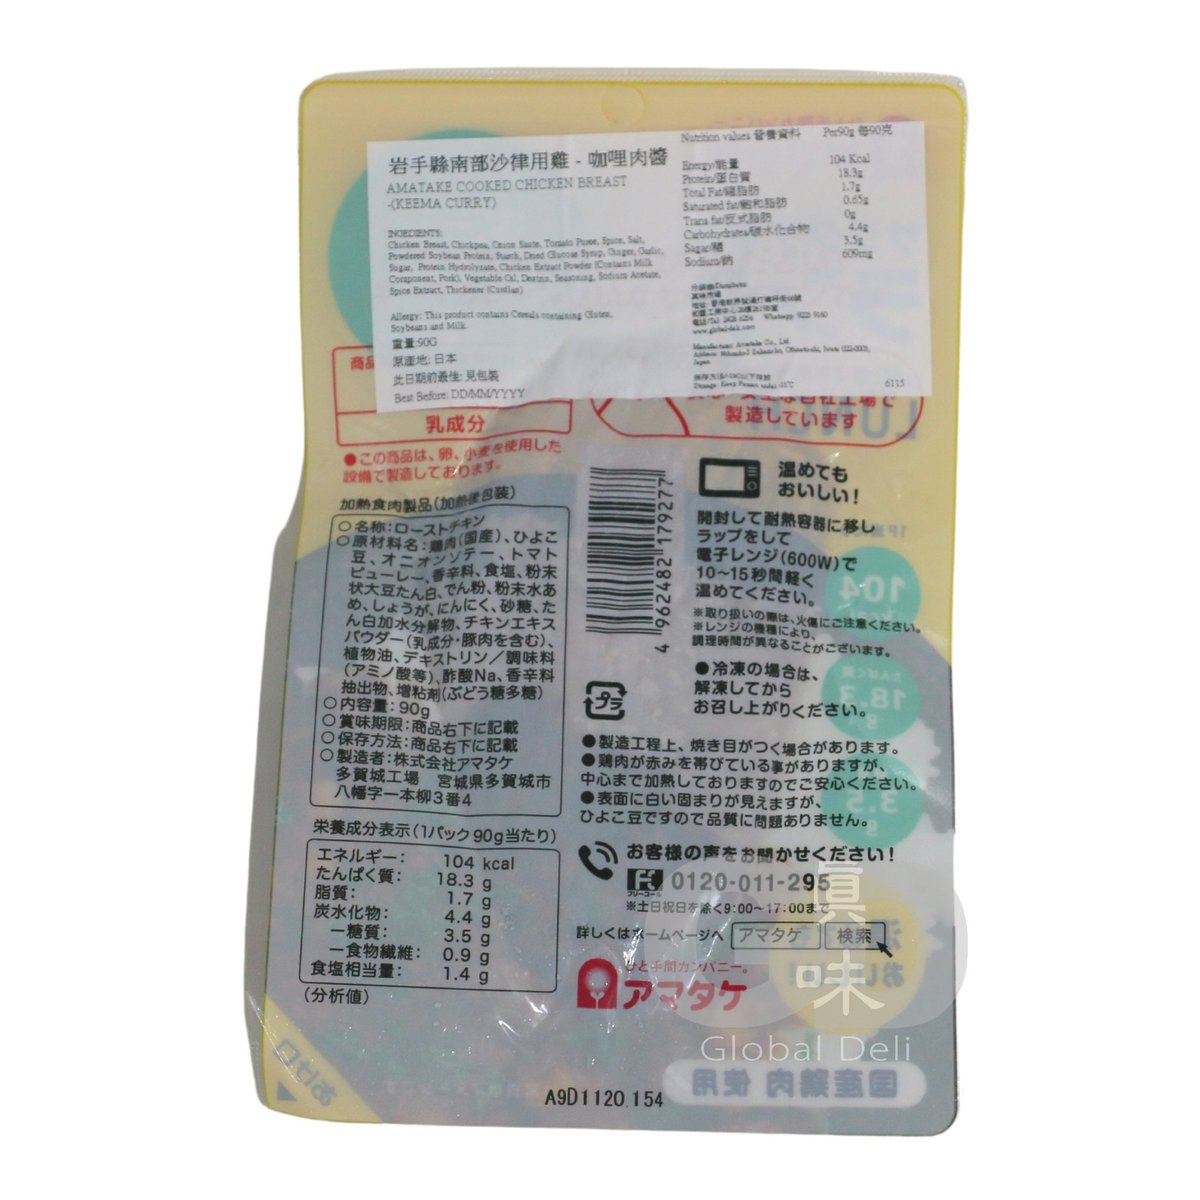 岩手縣南部沙律用雞 - 咖哩肉醬
AMATAKE COOKED CHICKEN BREAST
-(KEEMA CURRY)
INGEDIENTS:
Chicken Breast, Chickpea, Onion Saute, Tomato Puree, Spice, Salt,
Powdered Soybean Protein, Starch, Dried Glucose Syrup, Ginger, Garlic,
Sugar, Protein Hydrolyzate, Chicken Extract Powder (Contains Milk
Component, Pork), Vegetable Oil, Dextrin, Seasoning, Sodium Acetate,
Spice Extract, Thickener (Curdlan)
Allergy: This product contains Cereals containing Gluten,
Soybeans and Milk.
重量:90G
原產地: 日本
此日期前最佳: 見包裝
Best Before: DD/MM/YYYY
Nutrition values 營養資料 Per90g 每90克
Energy/能量 104 Kcal
Protein/蛋白質 18.3g
Total Fat/總脂肪 1.7g
Saturated fat/飽和脂肪 0.65g
Trans fat/反式脂肪 0g
Carbohydrates/碳水化合物 4.4g
Sugar/糖 3.5g
Sodium/鈉 609mg
www.global-deli.com
Manufacturer: Amatake Co., Ltd
Japan
6115
乳成分
●この商品は、卵、小麦を使用した
設備で製造しております。
自社工場で
製造しています
加熱食肉製品(加熱後包装)
○名称:ローストチキン
○原材料名:鶏肉(国産)、ひよこ
豆、オニオンソテー、トマト
ピューレー、香辛料、食塩、粉末
状大豆たん白、でん粉、粉末水あ
め、しょうが、にんにく、砂糖、た
ん白加水分解物、チキンエキス
パウダー(乳成分・豚肉を含む)、
植物油、デキストリン/調味料
(アミノ酸等)、酢酸Na、香辛料
抽出物、増粘剤(ぶどう糖多糖)
○内容量:90g
○賞味期限:商品右下に記載
○保存方法:商品右下に記載
○製造者:株式会社アマタケ
多賀城工場 宮城県多賀城市
八幡字一本柳3番4
栄養成分表示(1パック90g当たり)
エネルギー: 104 kcal
たんぱく質: 18.3 g
脂質: 1.7 g
炭水化物: 4.4 g
ー糖質: 3.5 g
ー食物繊維: 0.9 g
食塩相当量: 1.4 g
(分析値)
4 962482 179277
プラ
温めても
おいしい!
開封して耐熱容器に移し
ラップをして
電子レンジ(600W)で
10~15秒間軽く
温めてください。
※取り扱いの際は、火傷にご注意ください。
※レンジの機種により、
調理時間が異なることがございます。
●冷凍の場合は、
解凍してから
お召し上がりください。
●製造工程上、焼き目がつく場合があります。
●鶏肉が赤みを帯びている事がありますが、
中心まで加熱しておりますのでご安心ください。
●表面に白い固まりが見えますが、
ひよこ豆ですので品質に問題ありません。
お客様の声をお聞かせください!
フリーコール 0120-011-295
※土日祝日を除く9:00~17:00まで
詳しくはホームページへ アマタケ 検索
ひと手間カンパニー。
アマタケ
眞味
Global Deli
A9D1120.154